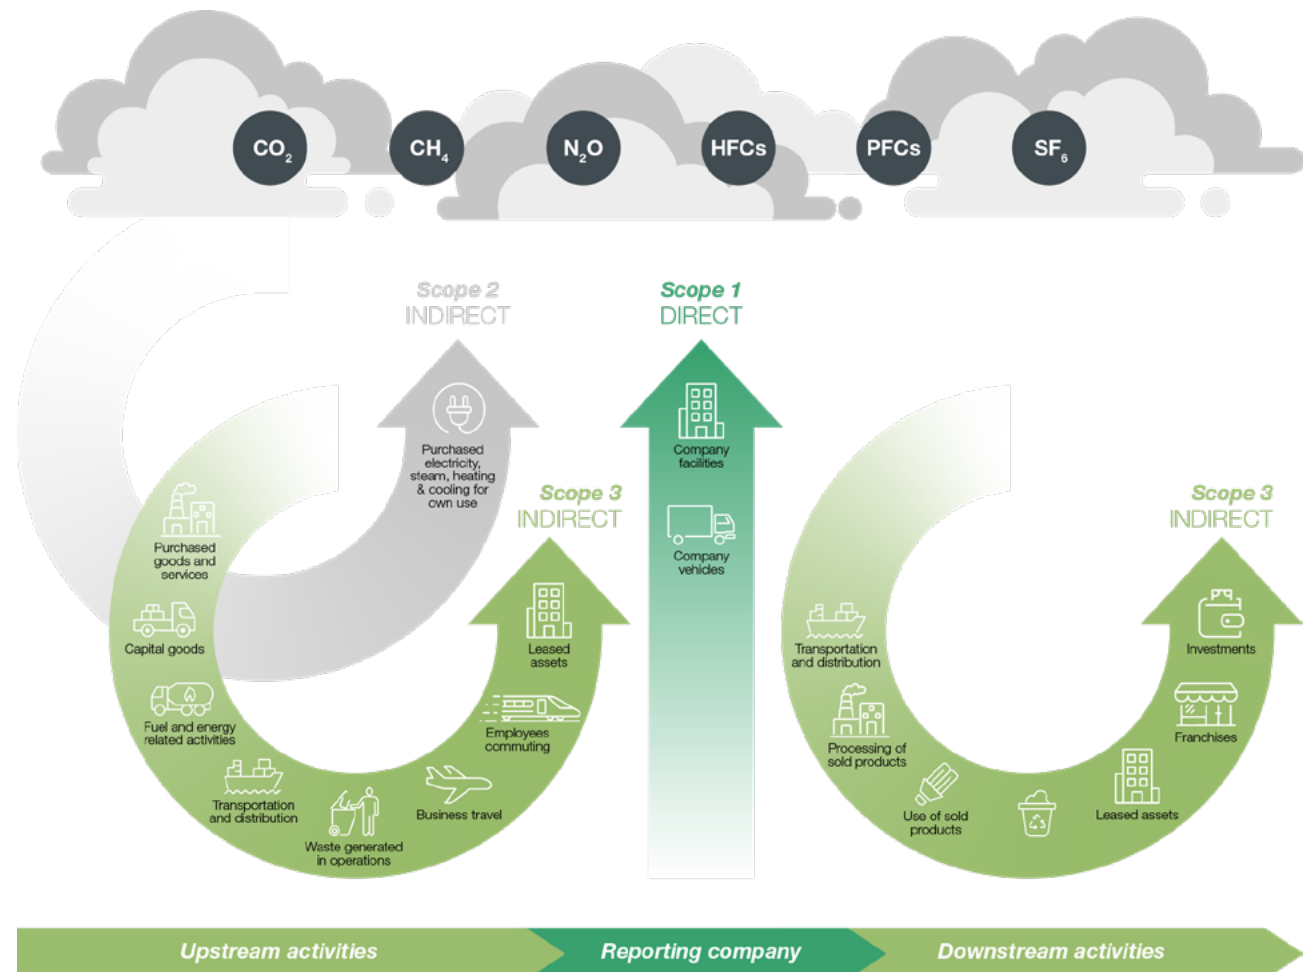 CO₂
CH₄
N₂O
HFCs
PFCs
SF₆
Scope 2
INDIRECT
Scope 1
DIRECT
Purchased
electricity,
steam, heating
& cooling for
own use
Company
facilities
Company
vehicles
Scope 3
INDIRECT
Purchased
goods and
services
Capital goods
Fuel and energy
related activities
Transportation
and distribution
Waste generated
in operations
Business travel
Employees
commuting
Leased
assets
Scope 3
INDIRECT
Transportation
and distribution
Processing of
sold products
Use of sold
products
Leased assets
Franchises
Investments
Upstream activities
Reporting company
Downstream activities